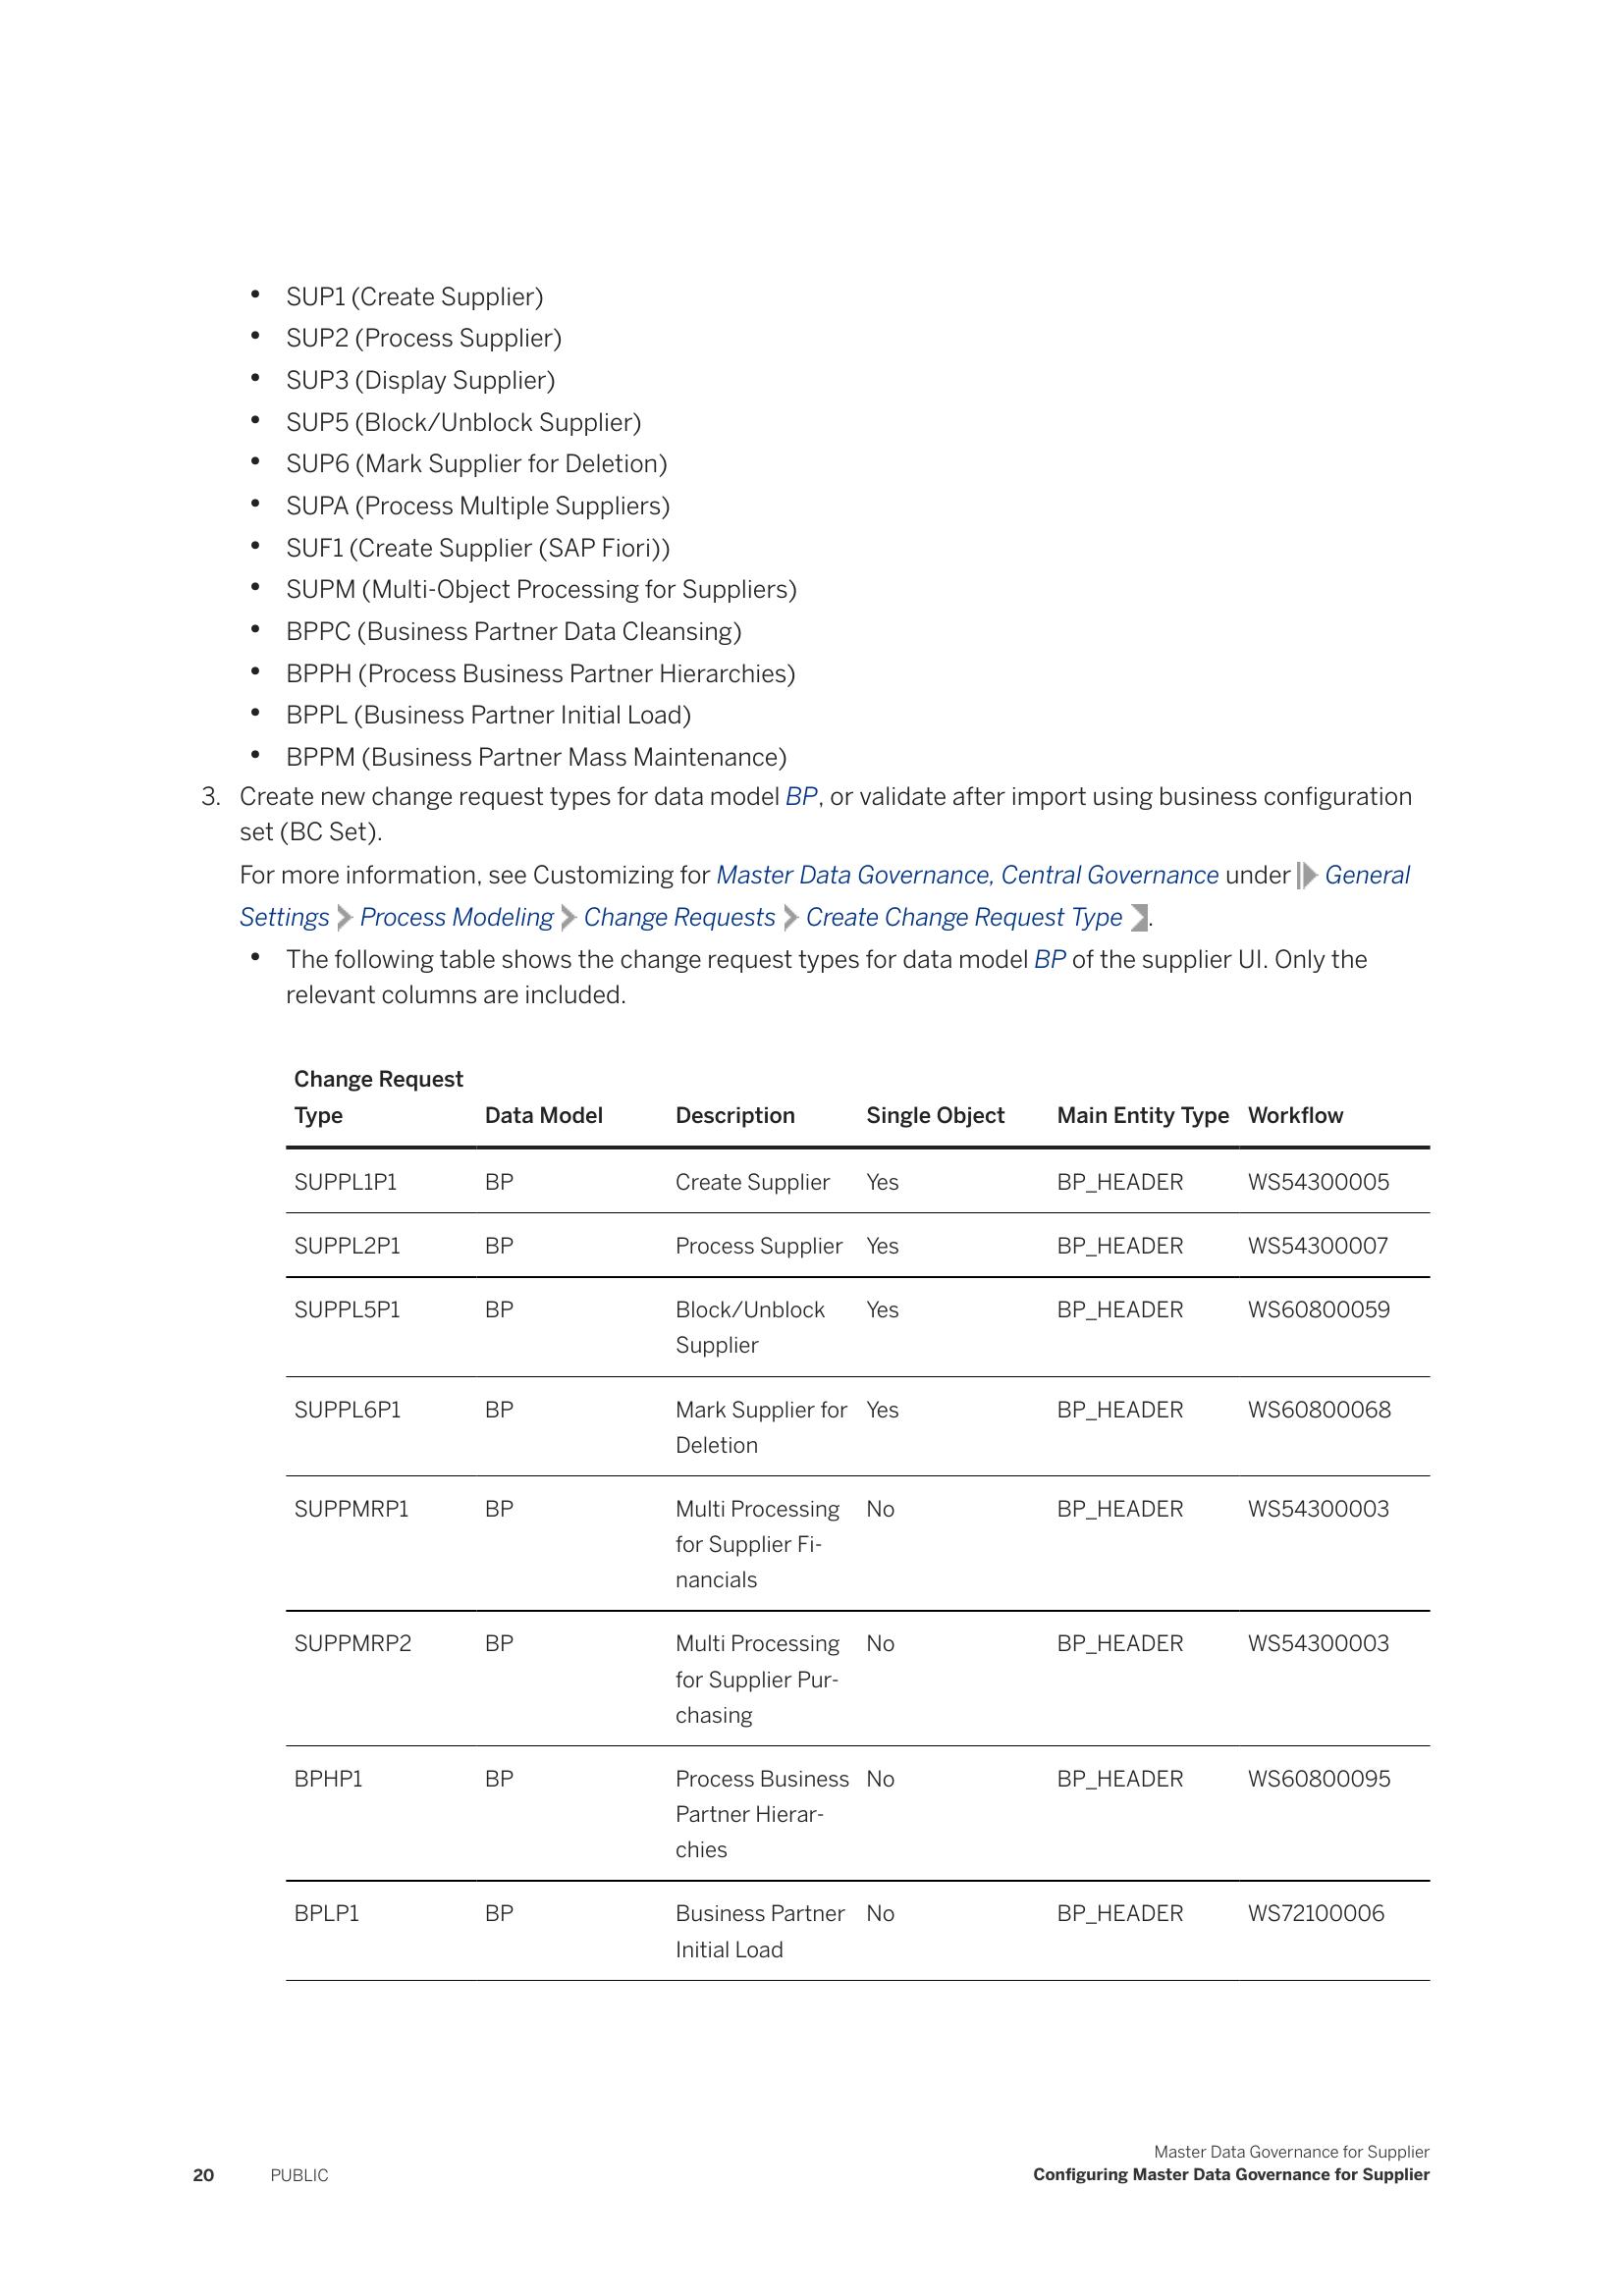 • SUP1 (Create Supplier)
• SUP2 (Process Supplier)
• SUP3 (Display Supplier)
• SUP5 (Block/Unblock Supplier)
• SUP6 (Mark Supplier for Deletion)
• SUPA (Process Multiple Suppliers)
• SUF1 (Create Supplier (SAP Fiori))
• SUPM (Multi-Object Processing for Suppliers)
• BPPC (Business Partner Data Cleansing)
• BPPH (Process Business Partner Hierarchies)
• BPPL (Business Partner Initial Load)
• BPPM (Business Partner Mass Maintenance)
3. Create new change request types for data model BP, or validate after import using business configuration
set (BC Set).
For more information, see Customizing for Master Data Governance, Central Governance under General
Settings Process Modeling Change Requests Create Change Request Type .
• The following table shows the change request types for data model BP of the supplier UI. Only the
relevant columns are included.
Change Request
Type Data Model Description Single Object Main Entity Type Workflow
SUPPL1P1 BP Create Supplier Yes BP_HEADER WS54300005
SUPPL2P1 BP Process Supplier Yes BP_HEADER WS54300007
SUPPL5P1 BP Block/Unblock Yes BP_HEADER WS60800059
Supplier
SUPPL6P1 BP Mark Supplier for Yes BP_HEADER WS60800068
Deletion
SUPPMRP1 BP Multi Processing No BP_HEADER WS54300003
for Supplier Fi-
nancials
SUPPMRP2 BP Multi Processing No BP_HEADER WS54300003
for Supplier Pur-
chasing
BPHP1 BP Process Business No BP_HEADER WS60800095
Partner Hierar-
chies
BPLP1 BP Business Partner No BP_HEADER WS72100006
Initial Load
Master Data Governance for Supplier
20 PUBLIC Configuring Master Data Governance for Supplier